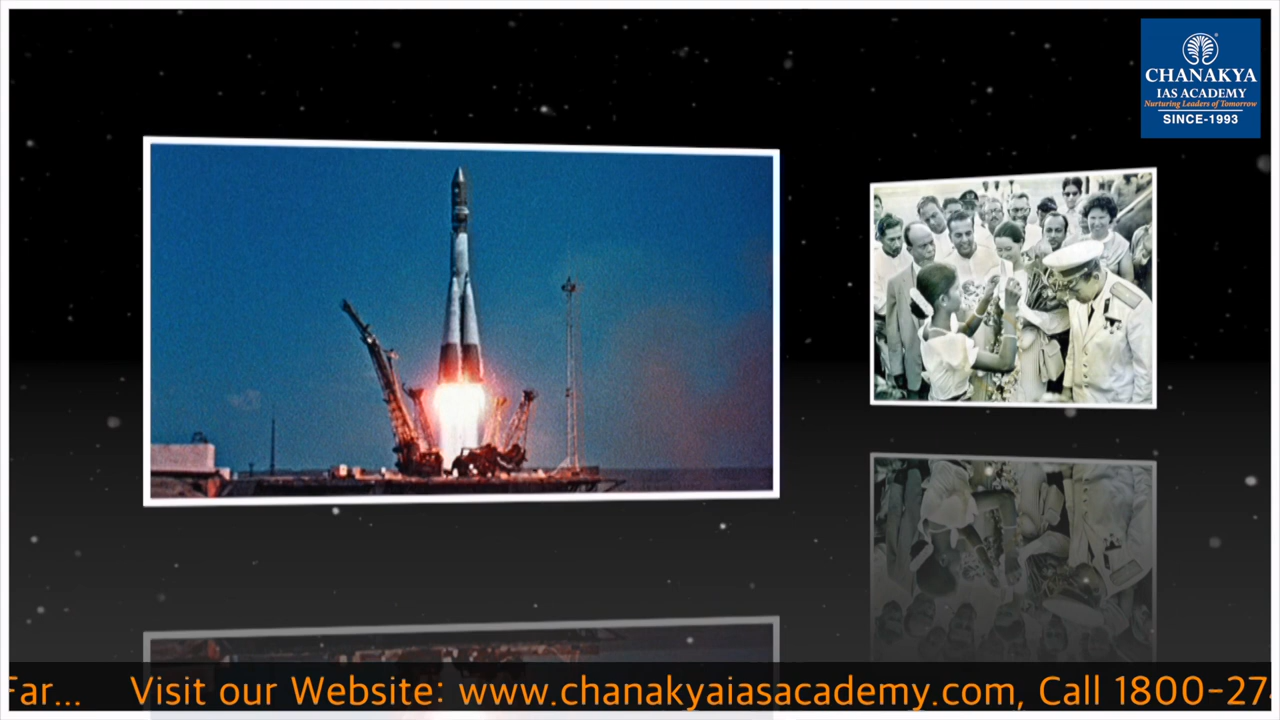 CHANAKYA
IAS ACADEMY
Nurturing Leaders of Tomorrow
SINCE-1993
Far... Visit our Website: www.chanakyaiasacademy.com, Call 1800-27